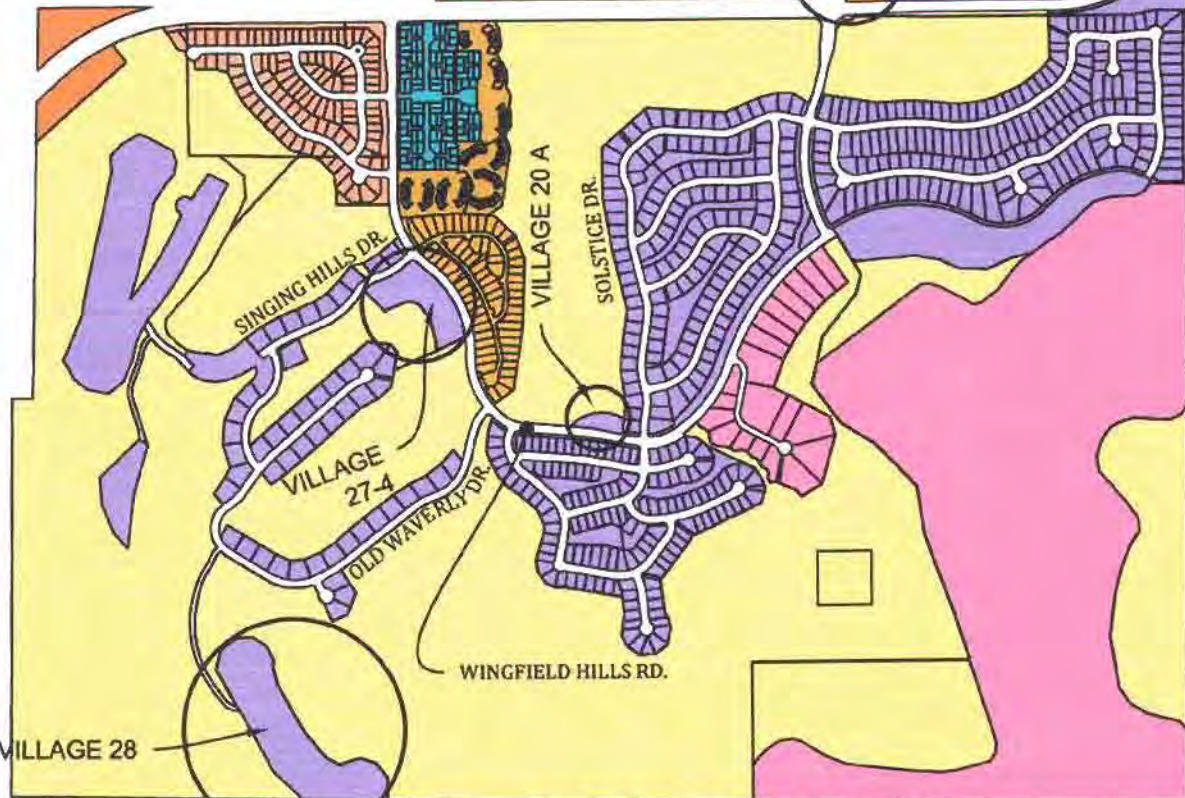 VILLAGE 20 A
SOLSTICE DR.
SINGING HILLS DR.
VILLAGE
27-4
OLD WAVERLY DR.
WINGFIELD HILLS RD.
VILLAGE 28